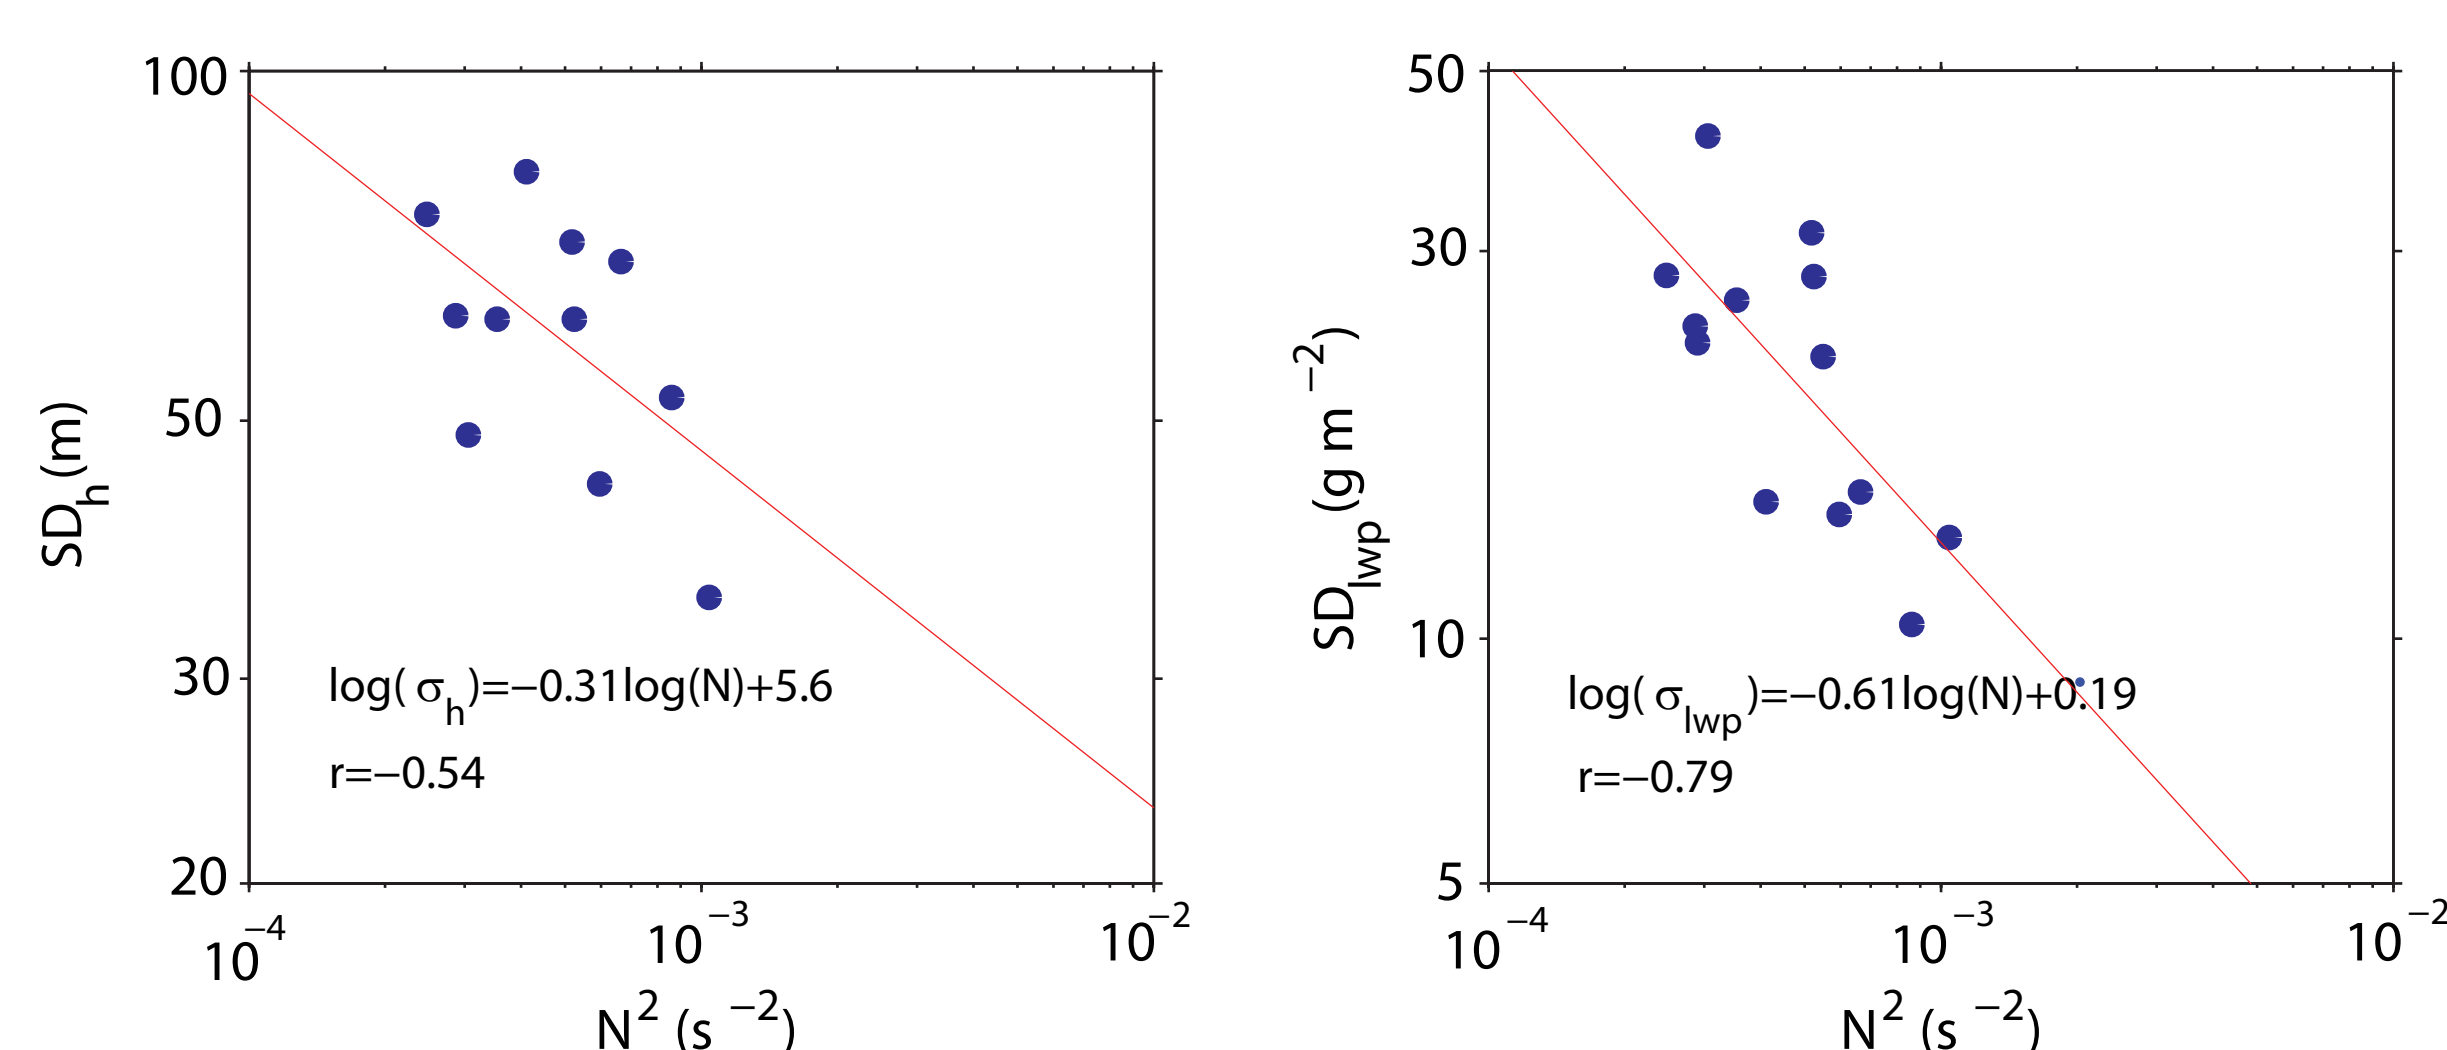 100
50
30
20
SD_h (m)
log( σ_h)=−0.31log(N)+5.6
r=−0.54
10^−4
10^−3
10^−2
N^2 (s^−2)
50
30
10
5
SD_lwp (g m^−2)
log( σ_lwp)=−0.61log(N)+0.19
r=−0.79
10^−4
10^−3
10^−2
N^2 (s^−2)